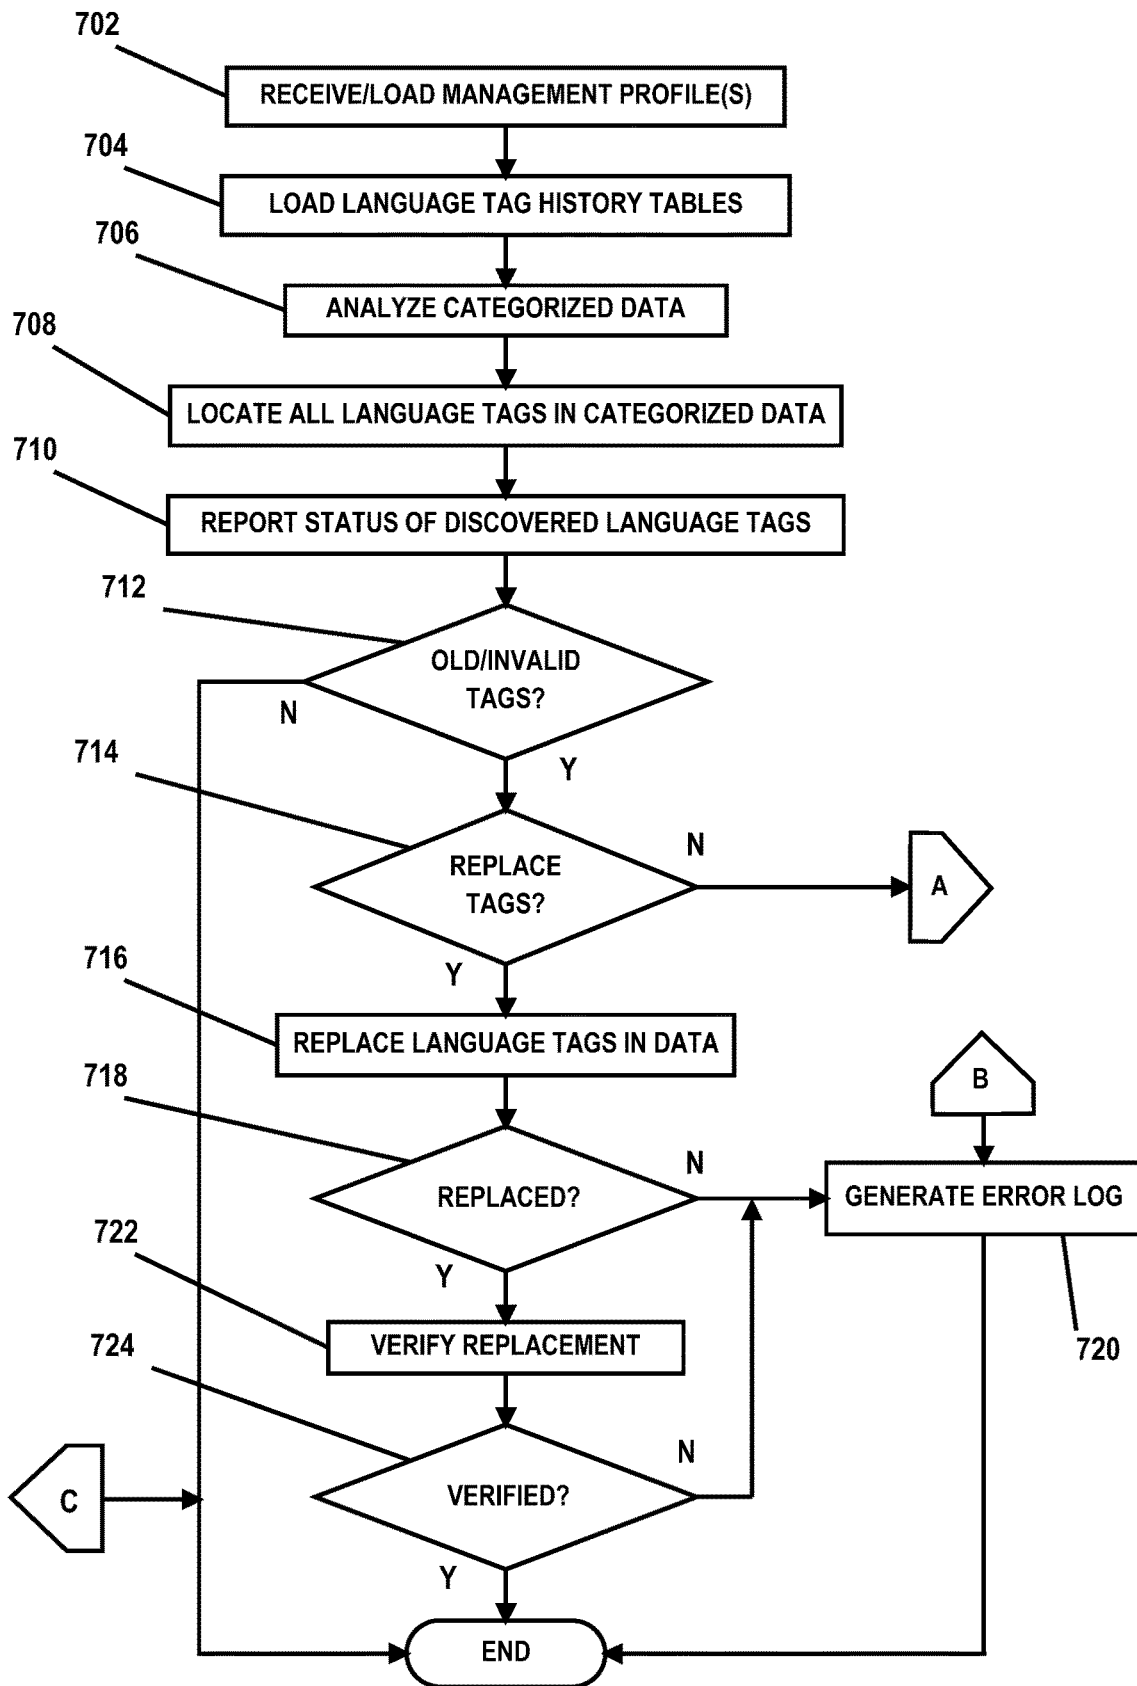 702
RECEIVE/LOAD MANAGEMENT PROFILE(S)
704
LOAD LANGUAGE TAG HISTORY TABLES
706
ANALYZE CATEGORIZED DATA
708
LOCATE ALL LANGUAGE TAGS IN CATEGORIZED DATA
710
REPORT STATUS OF DISCOVERED LANGUAGE TAGS
712
OLD/INVALID
TAGS?
N
Y
714
REPLACE
TAGS?
N
A
Y
716
REPLACE LANGUAGE TAGS IN DATA
718
REPLACED?
N
B
GENERATE ERROR LOG
720
Y
722
VERIFY REPLACEMENT
724
VERIFIED?
N
C
Y
END